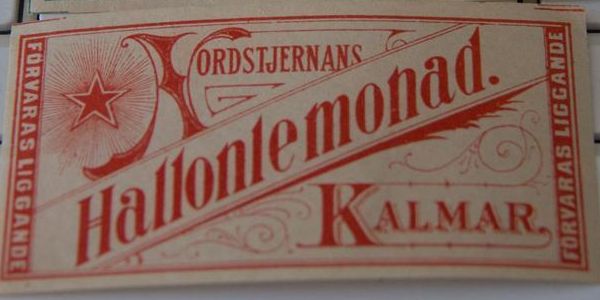 FÖRVARAS LIGGANDE
NORDSTJERNANS
Hallonlemonad.
KALMAR.
FÖRVARAS LIGGANDE